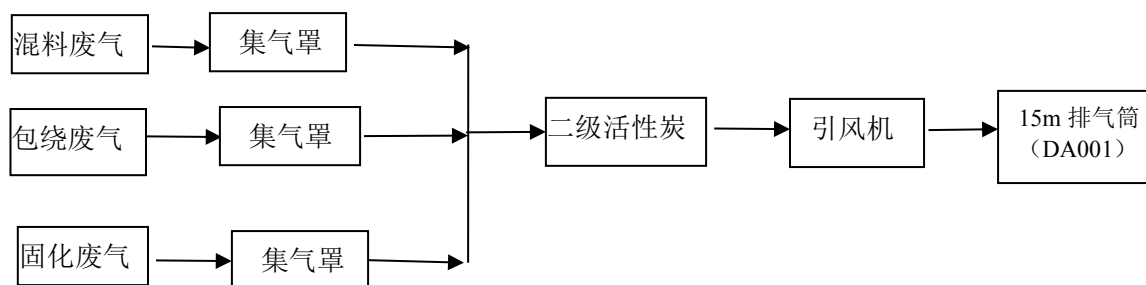 混料废气
集气罩
包绕废气
集气罩
二级活性炭
引风机
15m 排气筒
（DA001）
固化废气
集气罩